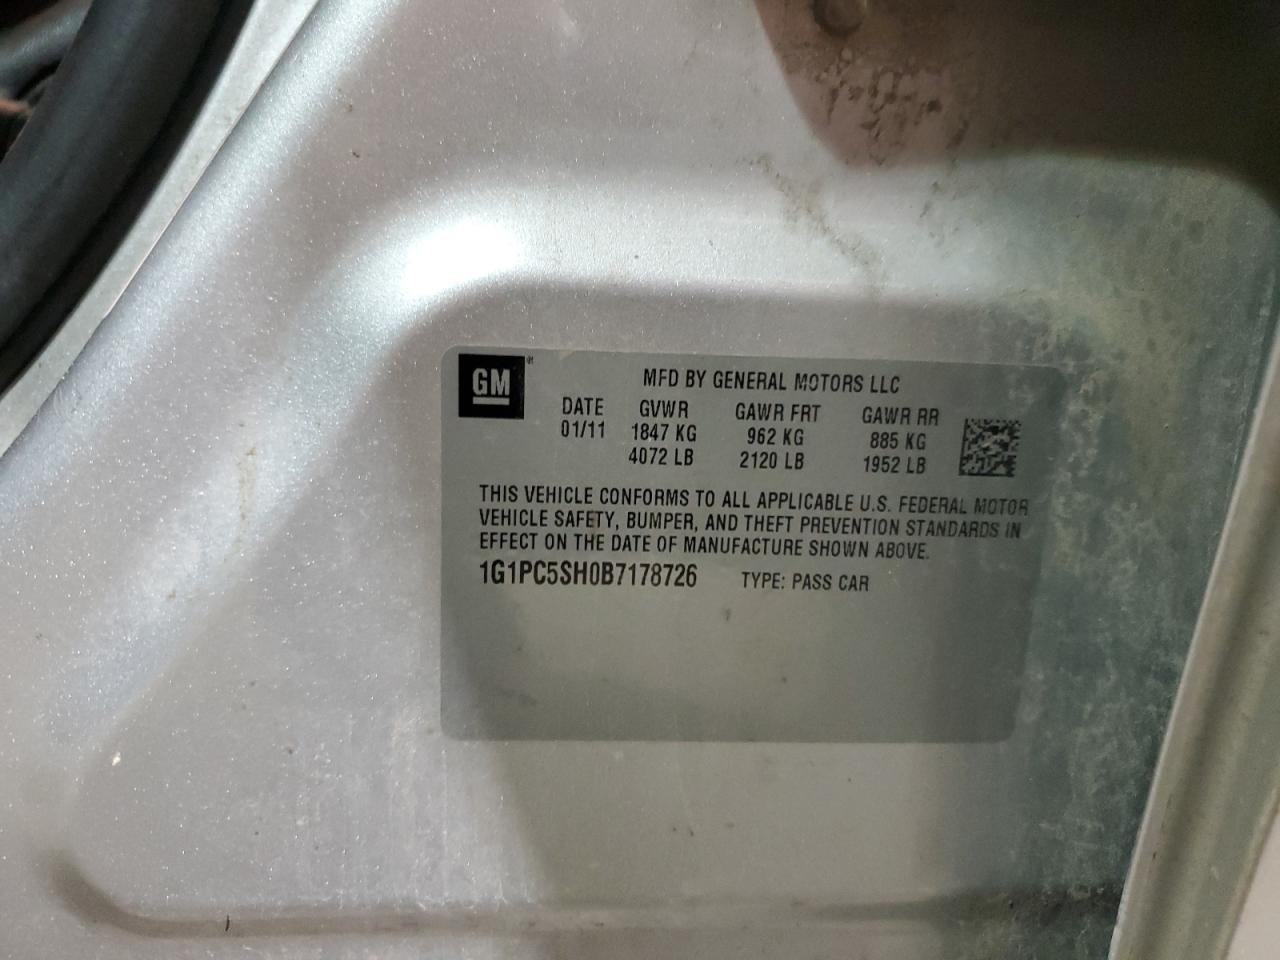 GM
MFD BY GENERAL MOTORS LLC
DATE GVWR GAWR FRT GAWR RR
01/11 1847 KG 962 KG 885 KG
4072 LB 2120 LB 1952 LB
THIS VEHICLE CONFORMS TO ALL APPLICABLE U.S. FEDERAL MOTOR
VEHICLE SAFETY, BUMPER, AND THEFT PREVENTION STANDARDS IN
EFFECT ON THE DATE OF MANUFACTURE SHOWN ABOVE.
1G1PC5SH0B7178726 TYPE: PASS CAR